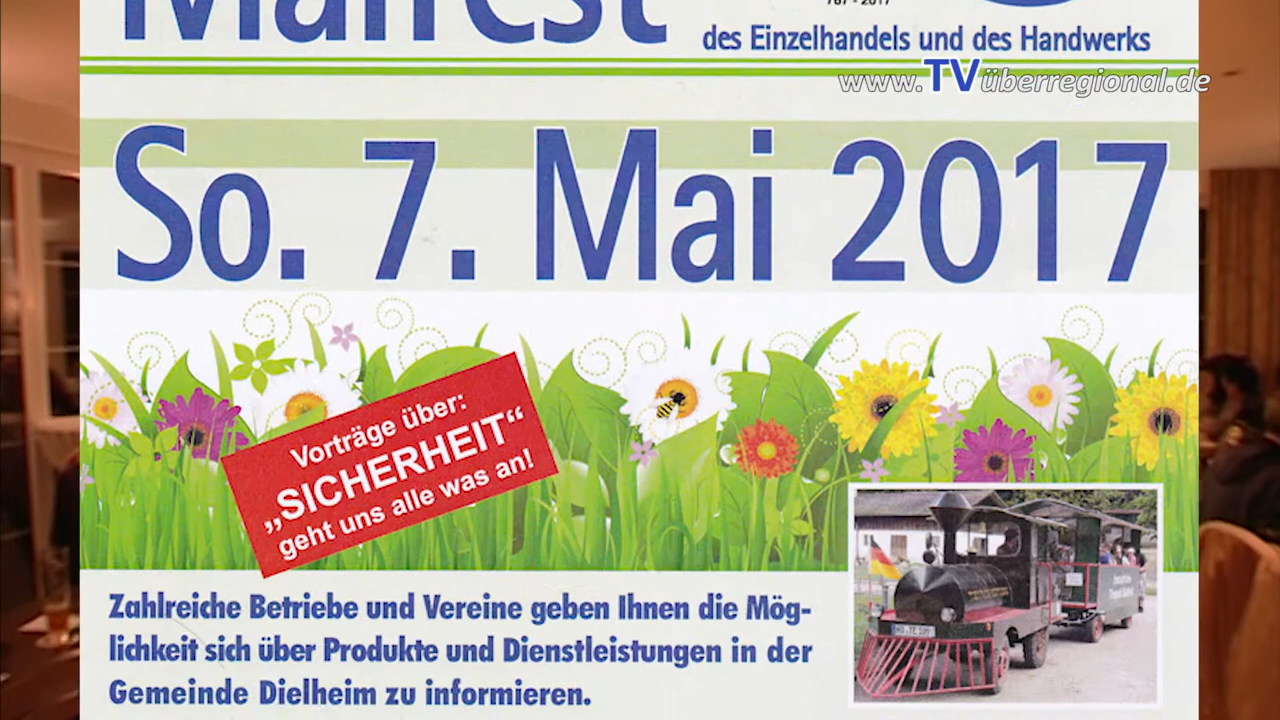 Maifest
767 - 2017
des Einzelhandels und des Handwerks
www.TVüberregional.de
So. 7. Mai 2017
Vorträge über:
„SICHERHEIT“
geht uns alle was an!
Zahlreiche Betriebe und Vereine geben Ihnen die Mög-
lichkeit sich über Produkte und Dienstleistungen in der
Gemeinde Dielheim zu informieren.